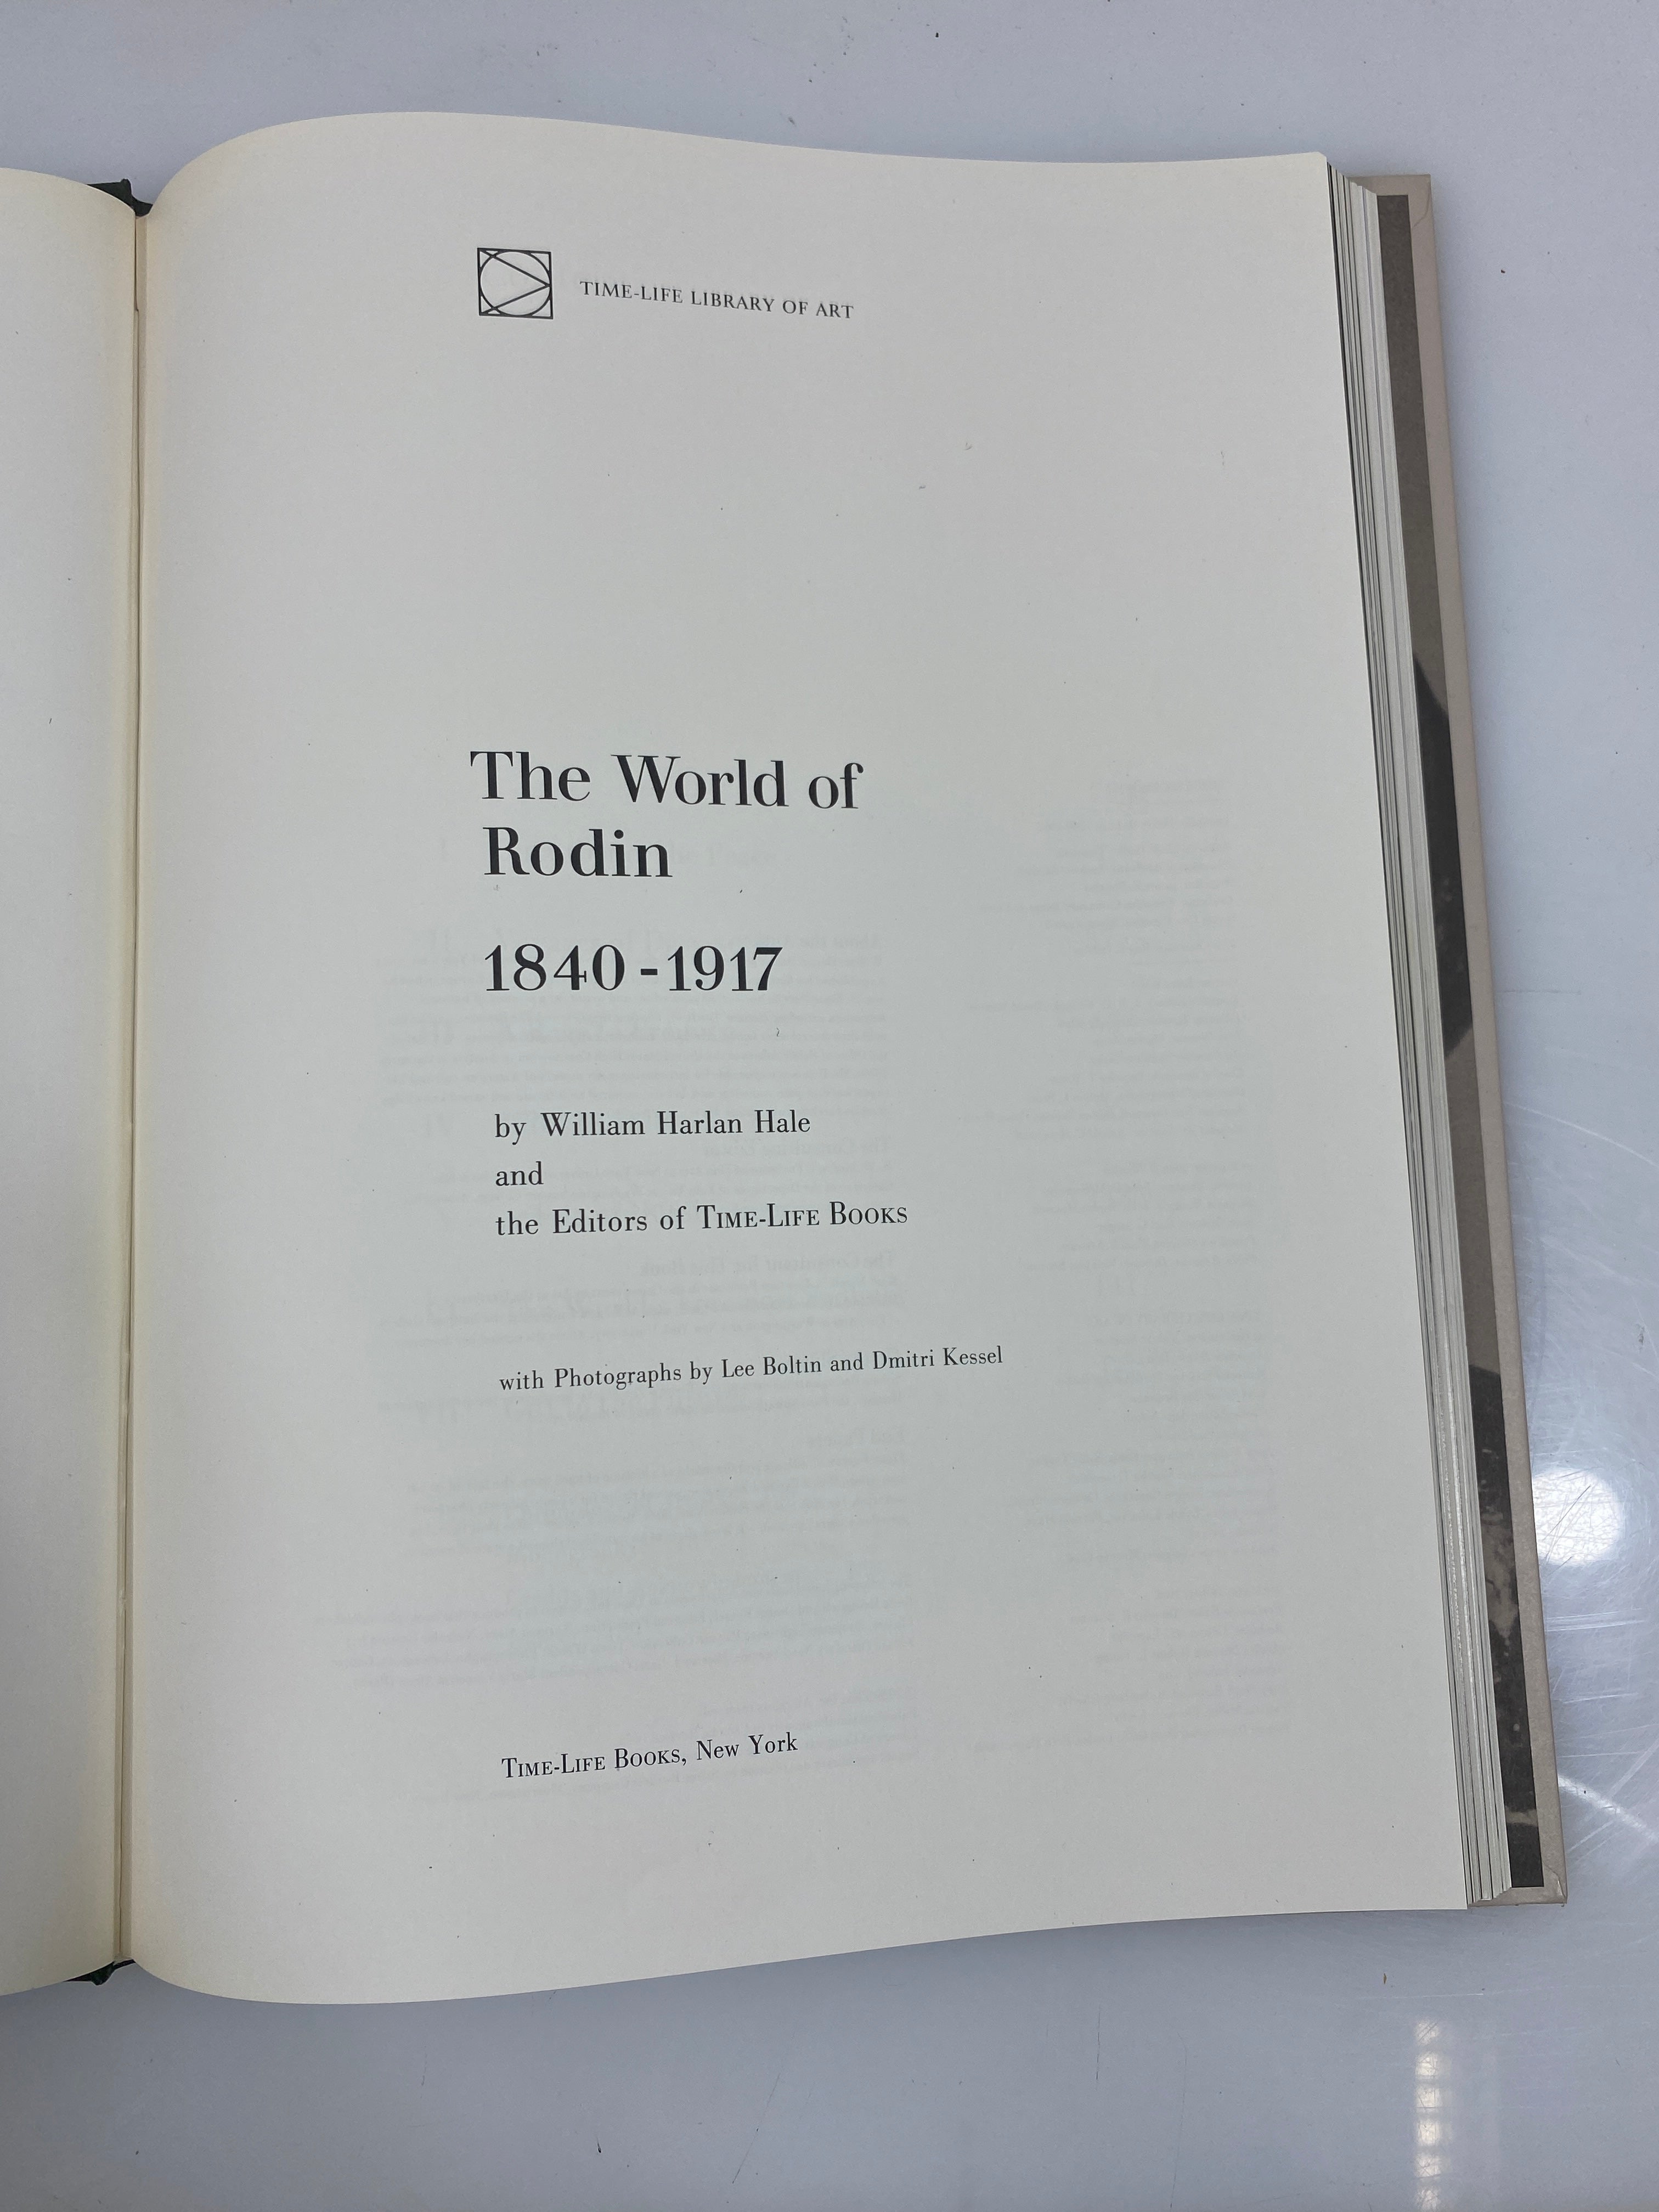 TIME-LIFE LIBRARY OF ART
The World of
Rodin
1840-1917
by William Harlan Hale
and
the Editors of TIME-LIFE BOOKS
with Photographs by Lee Boltin and Dmitri Kessel
TIME-LIFE BOOKS, New York